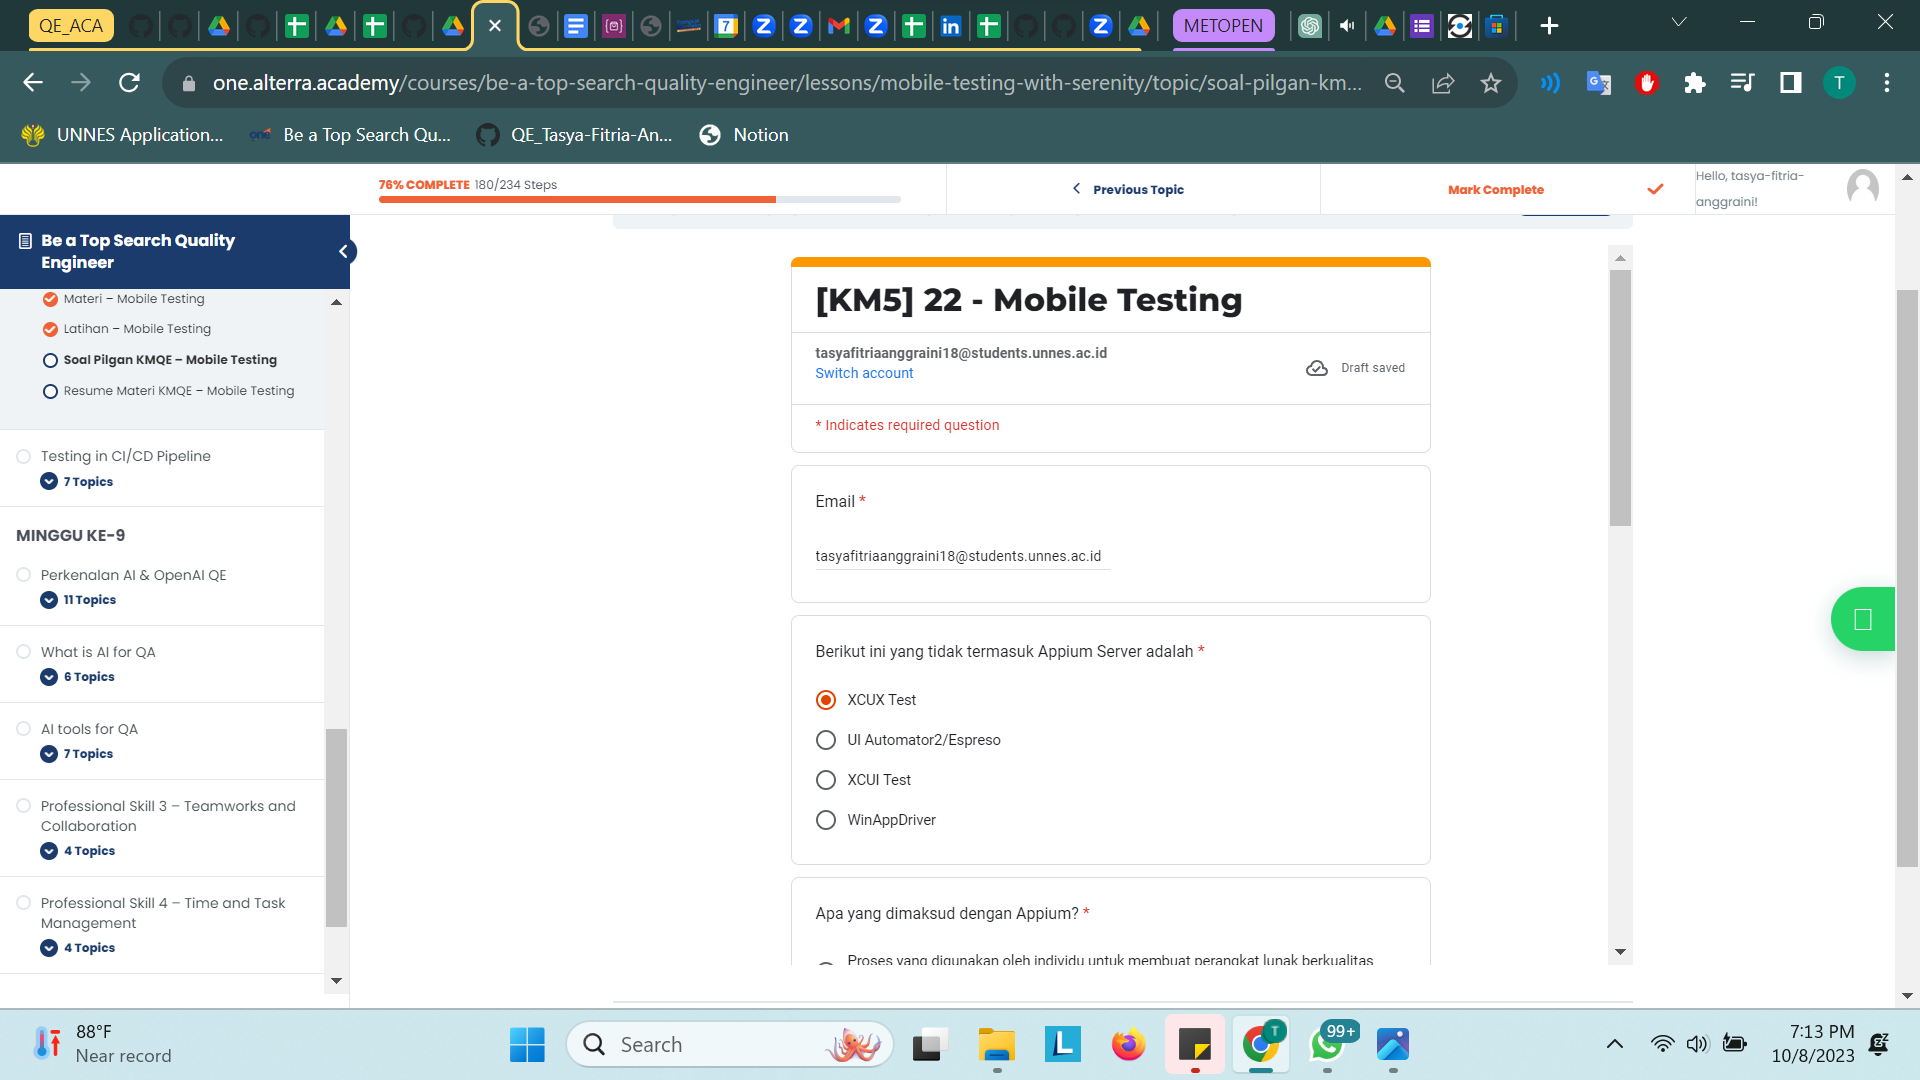 QE_ACA
METOPEN
one.alterra.academy/courses/be-a-top-search-quality-engineer/lessons/mobile-testing-with-serenity/topic/soal-pilgan-km...
T
UNNES Application...
one
Be a Top Search Qu...
QE_Tasya-Fitria-An...
Notion
76% COMPLETE 180/234 Steps
Previous Topic
Mark Complete
Hello, tasya-fitria-
anggraini!
Be a Top Search Quality
Engineer
Materi – Mobile Testing
Latihan – Mobile Testing
Soal Pilgan KMQE – Mobile Testing
Resume Materi KMQE – Mobile Testing
Testing in CI/CD Pipeline
7 Topics
MINGGU KE-9
Perkenalan AI & OpenAI QE
11 Topics
What is AI for QA
6 Topics
AI tools for QA
7 Topics
Professional Skill 3 – Teamworks and
Collaboration
4 Topics
Professional Skill 4 – Time and Task
Management
4 Topics
[KM5] 22 - Mobile Testing
tasyafitriaanggraini18@students.unnes.ac.id
Switch account
Draft saved
* Indicates required question
Email *
tasyafitriaanggraini18@students.unnes.ac.id
Berikut ini yang tidak termasuk Appium Server adalah *
XCUX Test
UI Automator2/Espreso
XCUI Test
WinAppDriver
Apa yang dimaksud dengan Appium? *
Proses yang digunakan oleh individu untuk membuat perangkat lunak berkualitas
88°F
Near record
Search
99+
7:13 PM
10/8/2023